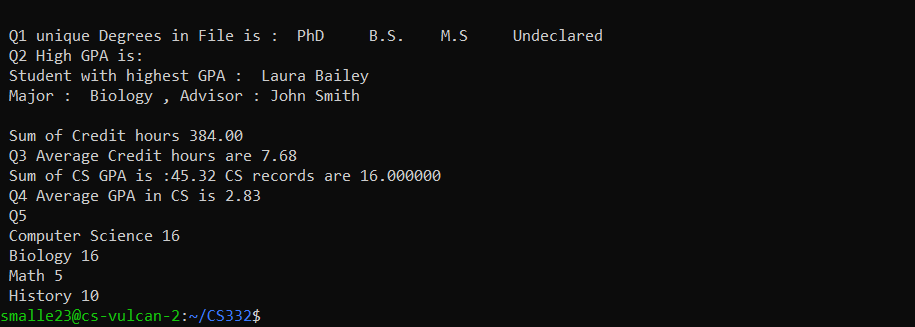 Q1 unique Degrees in File is :  PhD     B.S.    M.S     Undeclared
Q2 High GPA is:
Student with highest GPA :  Laura Bailey
Major :  Biology , Advisor : John Smith
Sum of Credit hours 384.00
Q3 Average Credit hours are 7.68
Sum of CS GPA is :45.32 CS records are 16.000000
Q4 Average GPA in CS is 2.83
Q5
Computer Science 16
Biology 16
Math 5
History 10
smalle23@cs-vulcan-2:~/CS332$